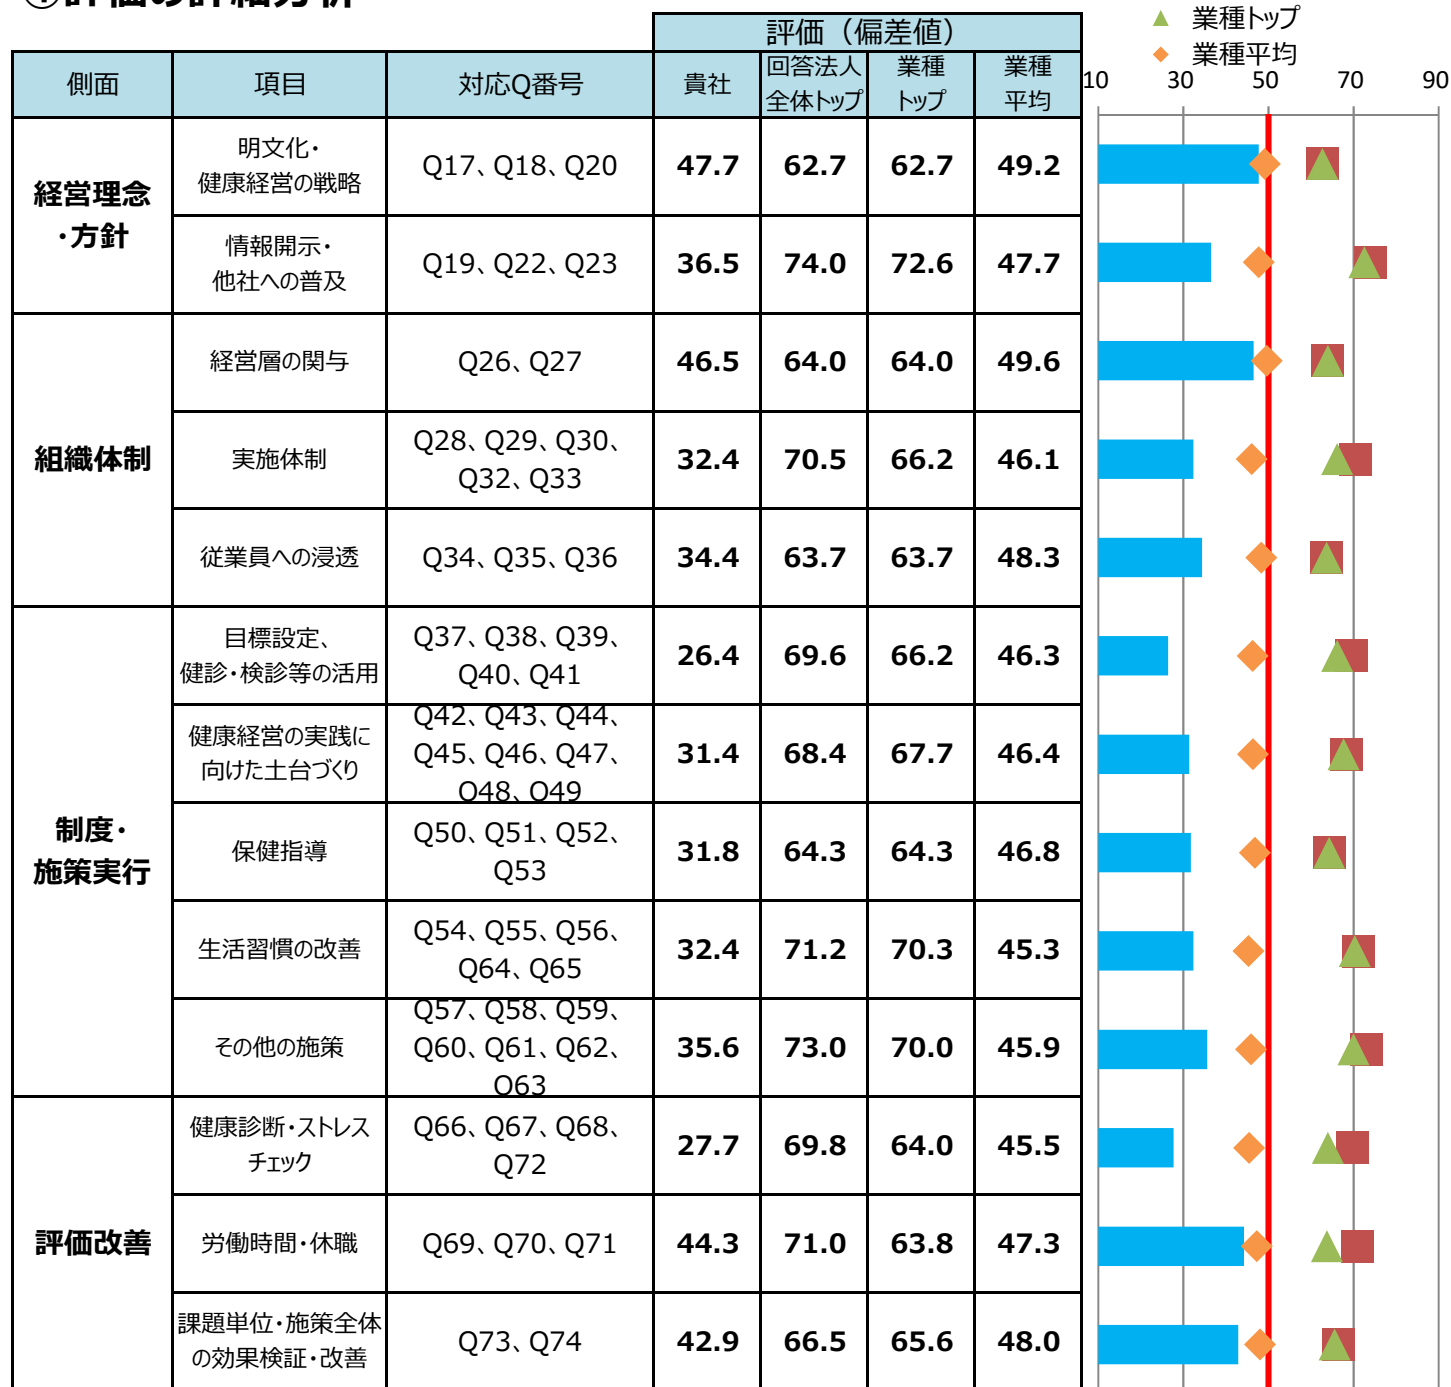 ④評価の詳細分析
▲ 業種トップ
◆ 業種平均
評価（偏差値）
側面 項目 対応Q番号 貴社 回答法人全体トップ 業種トップ 業種平均
10 30 50 70 90
経営理念・方針
明文化・健康経営の戦略 Q17、Q18、Q20 47.7 62.7 62.7 49.2
情報開示・他社への普及 Q19、Q22、Q23 36.5 74.0 72.6 47.7
組織体制
経営層の関与 Q26、Q27 46.5 64.0 64.0 49.6
実施体制 Q28、Q29、Q30、Q32、Q33 32.4 70.5 66.2 46.1
従業員への浸透 Q34、Q35、Q36 34.4 63.7 63.7 48.3
制度・施策実行
目標設定、健診・検診等の活用 Q37、Q38、Q39、Q40、Q41 26.4 69.6 66.2 46.3
健康経営の実践に向けた土台づくり Q42、Q43、Q44、Q45、Q46、Q47、Q48、Q49 31.4 68.4 67.7 46.4
保健指導 Q50、Q51、Q52、Q53 31.8 64.3 64.3 46.8
生活習慣の改善 Q54、Q55、Q56、Q64、Q65 32.4 71.2 70.3 45.3
その他の施策 Q57、Q58、Q59、Q60、Q61、Q62、Q63 35.6 73.0 70.0 45.9
評価改善
健康診断・ストレスチェック Q66、Q67、Q68、Q72 27.7 69.8 64.0 45.5
労働時間・休職 Q69、Q70、Q71 44.3 71.0 63.8 47.3
課題単位・施策全体の効果検証・改善 Q73、Q74 42.9 66.5 65.6 48.0